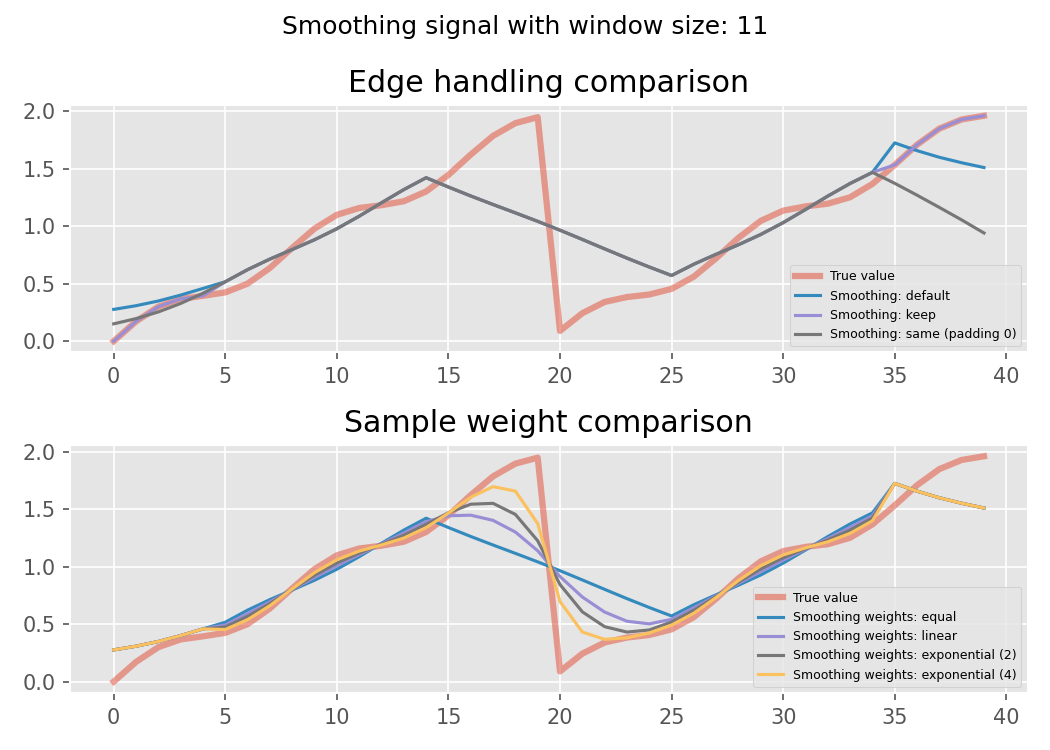 Smoothing signal with window size: 11
Edge handling comparison
2.0
1.5
1.0
0.5
0.0
True value
Smoothing: default
Smoothing: keep
Smoothing: same (padding 0)
0 5 10 15 20 25 30 35 40
Sample weight comparison
2.0
1.5
1.0
0.5
0.0
True value
Smoothing weights: equal
Smoothing weights: linear
Smoothing weights: exponential (2)
Smoothing weights: exponential (4)
0 5 10 15 20 25 30 35 40